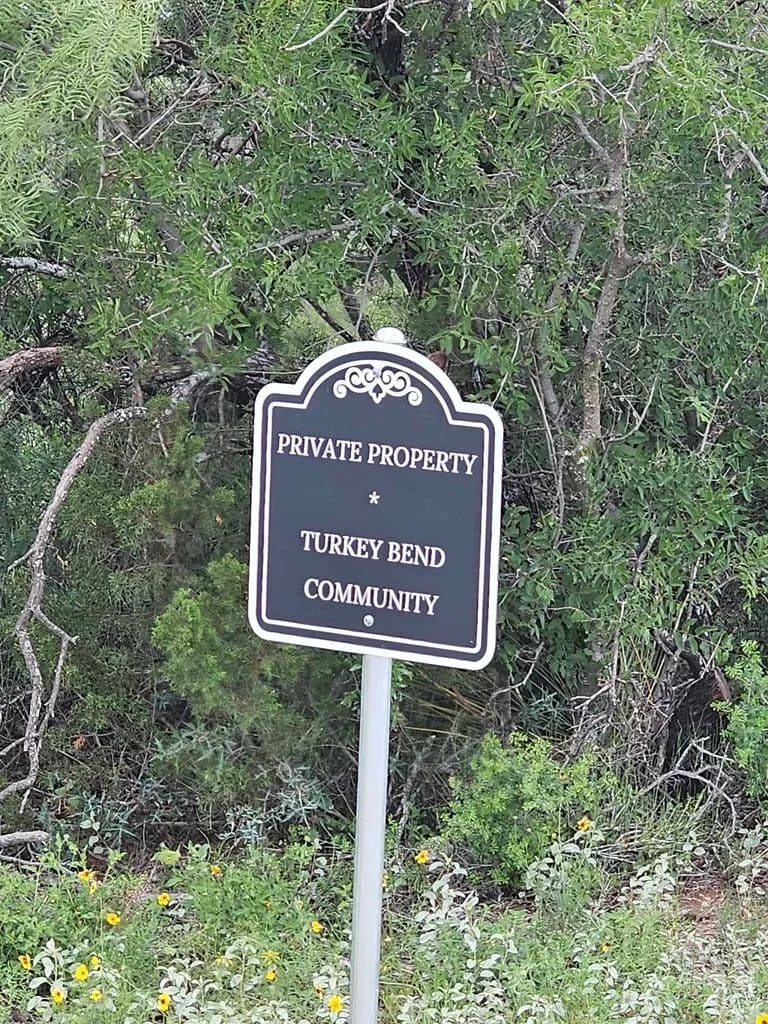 PRIVATE PROPERTY
*
TURKEY BEND
COMMUNITY